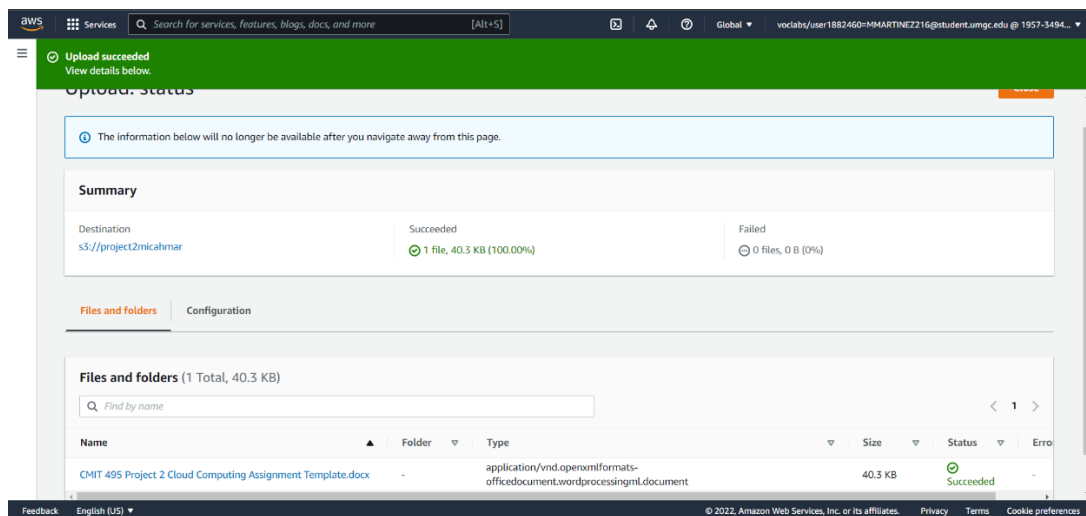 aws
Services
Search for services, features, blogs, docs, and more
[Alt+S]
Global ▼
voclabs/user1882460=MMARTINEZ216@student.umgc.edu @ 1957-3494... ▼
Upload succeeded
View details below.
Upload: status
Close
The information below will no longer be available after you navigate away from this page.
Summary
Destination
s3://project2micahmar
Succeeded
1 file, 40.3 KB (100.00%)
Failed
0 files, 0 B (0%)
Files and folders
Configuration
Files and folders (1 Total, 40.3 KB)
Find by name
< 1 >
Name
Folder
Type
Size
Status
Erro
CMIT 495 Project 2 Cloud Computing Assignment Template.docx
-
application/vnd.openxmlformats-
officedocument.wordprocessingml.document
40.3 KB
Succeeded
-
Feedback
English (US) ▼
© 2022, Amazon Web Services, Inc. or its affiliates.
Privacy
Terms
Cookie preferences